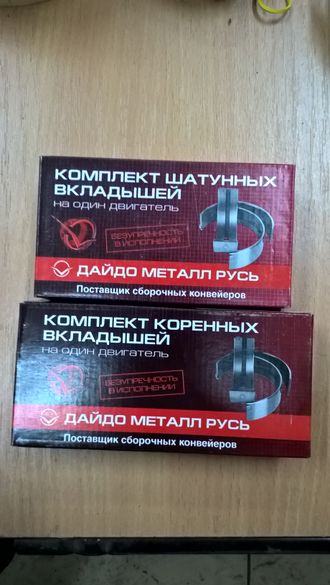 КОМПЛЕКТ ШАТУННЫХ
ВКЛАДЫШЕЙ
на один двигатель
БЕЗУПРЕЧНОСТЬ
В ИСПОЛНЕНИИ
ДАЙДО МЕТАЛЛ РУСЬ
Поставщик сборочных конвейеров
КОМПЛЕКТ КОРЕННЫХ
ВКЛАДЫШЕЙ
на один двигатель
БЕЗУПРЕЧНОСТЬ
В ИСПОЛНЕНИИ
ДАЙДО МЕТАЛЛ РУСЬ
Поставщик сборочных конвейеров